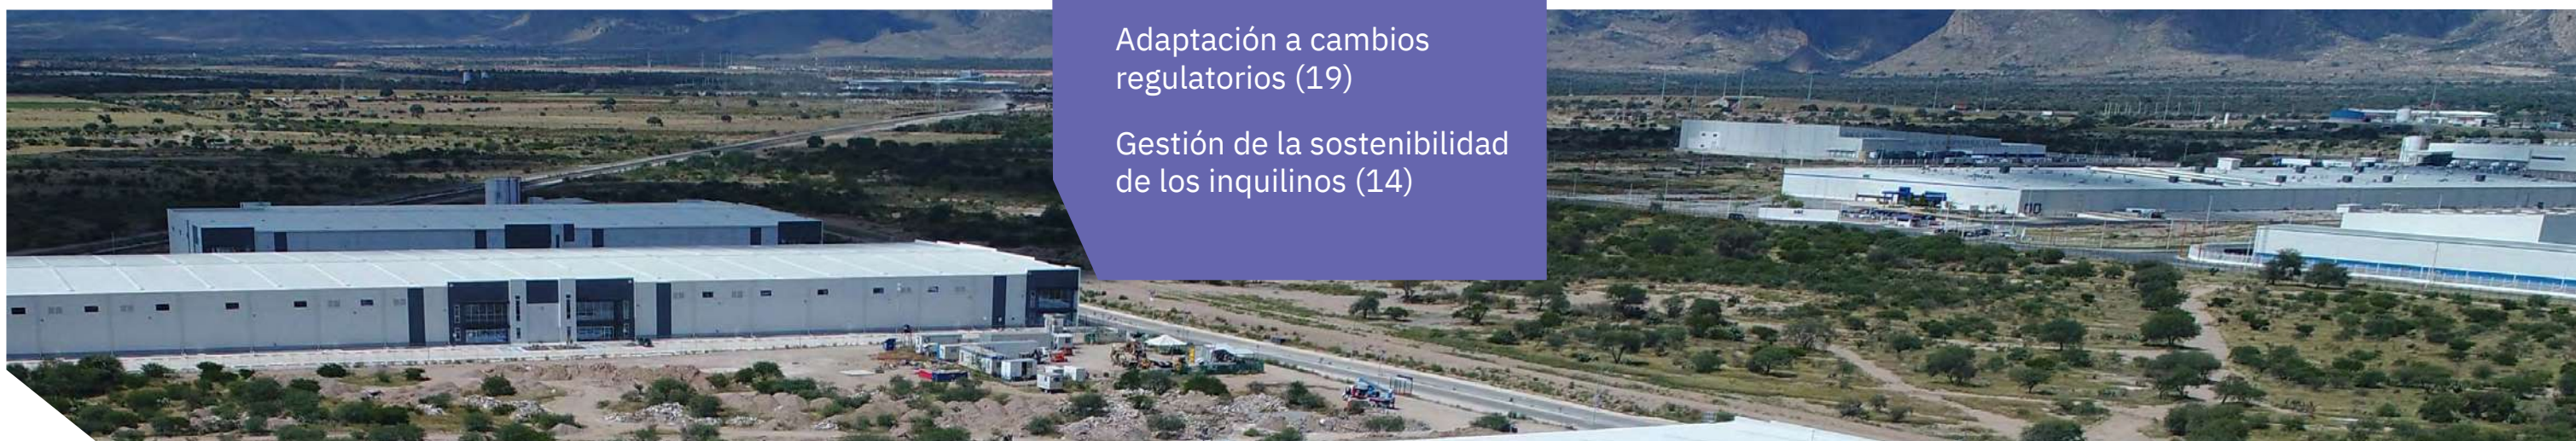 Adaptación a cambios
regulatorios (19)
Gestión de la sostenibilidad
de los inquilinos (14)